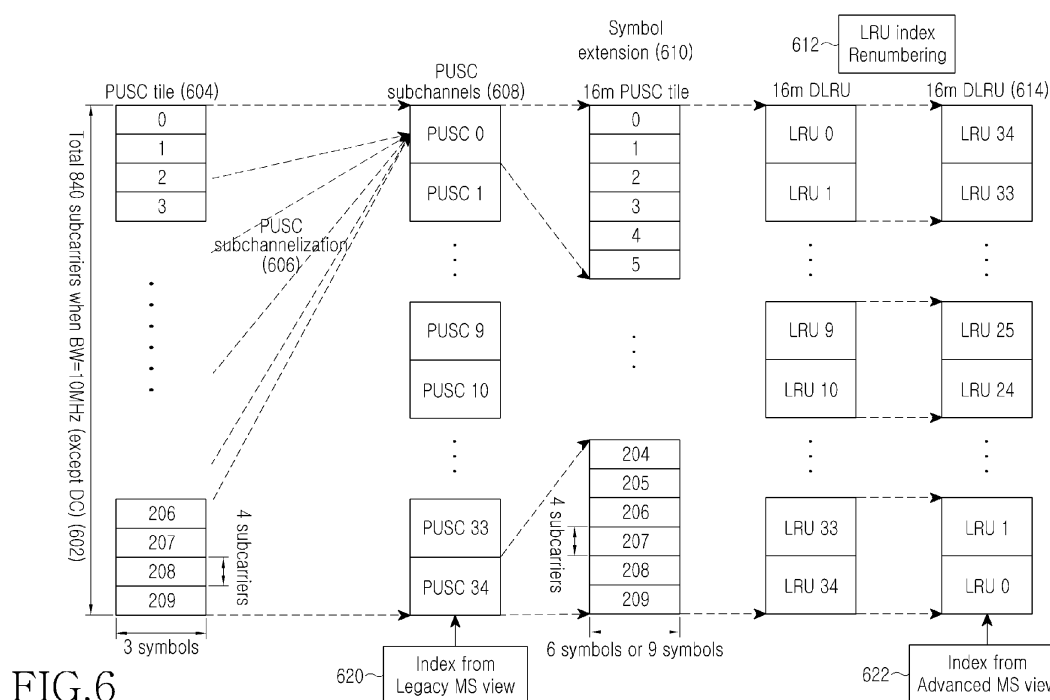 Symbol
extension (610)
612
LRU index
Renumbering
PUSC tile (604)
PUSC
subchannels (608)
16m PUSC tile
16m DLRU
16m DLRU (614)
Total 840 subcarriers when BW=10MHz (except DC) (602)
0
1
2
3
PUSC
subchannelization
(606)
206
207
208
209
4 subcarriers
3 symbols
PUSC 0
PUSC 1
PUSC 9
PUSC 10
PUSC 33
PUSC 34
0
1
2
3
4
5
204
205
206
207
208
209
4 subcarriers
6 symbols or 9 symbols
LRU 0
LRU 1
LRU 9
LRU 10
LRU 33
LRU 34
LRU 34
LRU 33
LRU 25
LRU 24
LRU 1
LRU 0
620
Index from
Legacy MS view
622
Index from
Advanced MS view
FIG.6